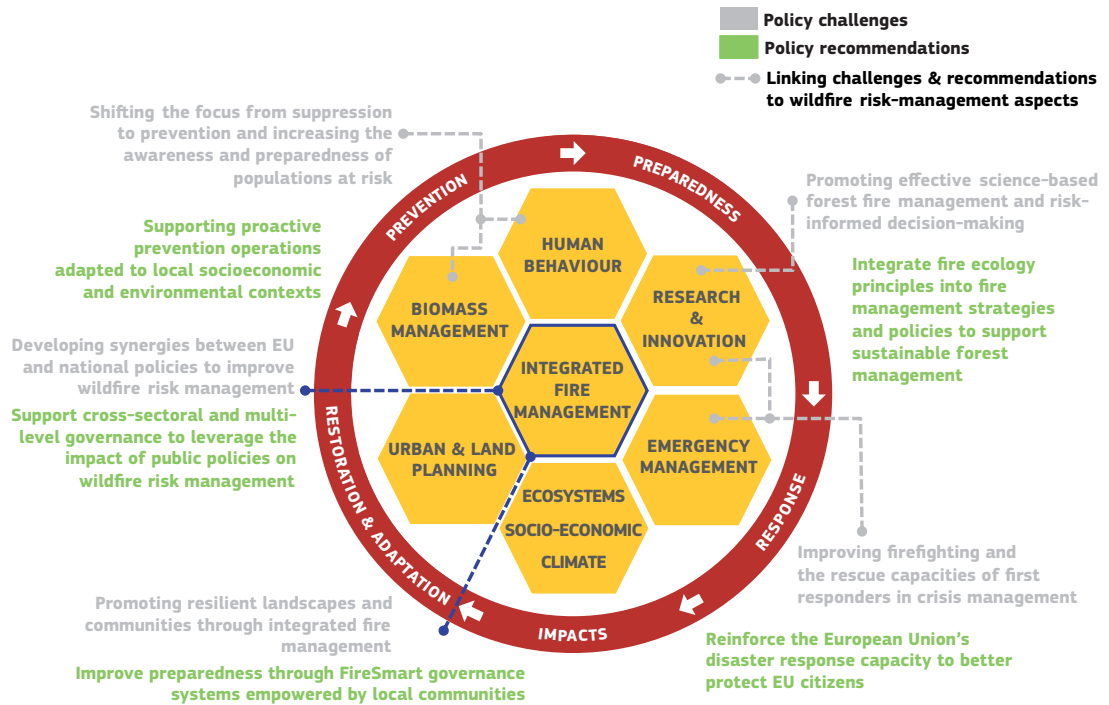 Policy challenges
Policy recommendations
Linking challenges & recommendations
to wildfire risk-management aspects
Shifting the focus from suppression
to prevention and increasing the
awareness and preparedness of
populations at risk
Supporting proactive
prevention operations
adapted to local socioeconomic
and environmental contexts
Developing synergies between EU
and national policies to improve
wildfire risk management
Support cross-sectoral and multi-
level governance to leverage the
impact of public policies on
wildfire risk management
Promoting resilient landscapes and
communities through integrated fire
management
Improve preparedness through FireSmart governance
systems empowered by local communities
PREVENTION
PREPAREDNESS
RESPONSE
IMPACTS
RESTORATION & ADAPTATION
HUMAN
BEHAVIOUR
BIOMASS
MANAGEMENT
RESEARCH
&
INNOVATION
INTEGRATED
FIRE
MANAGEMENT
URBAN & LAND
PLANNING
EMERGENCY
MANAGEMENT
ECOSYSTEMS
SOCIO-ECONOMIC
CLIMATE
Promoting effective science-based
forest fire management and risk-
informed decision-making
Integrate fire ecology
principles into fire
management strategies
and policies to support
sustainable forest
management
Improving firefighting and
the rescue capacities of first
responders in crisis management
Reinforce the European Union's
disaster response capacity to better
protect EU citizens